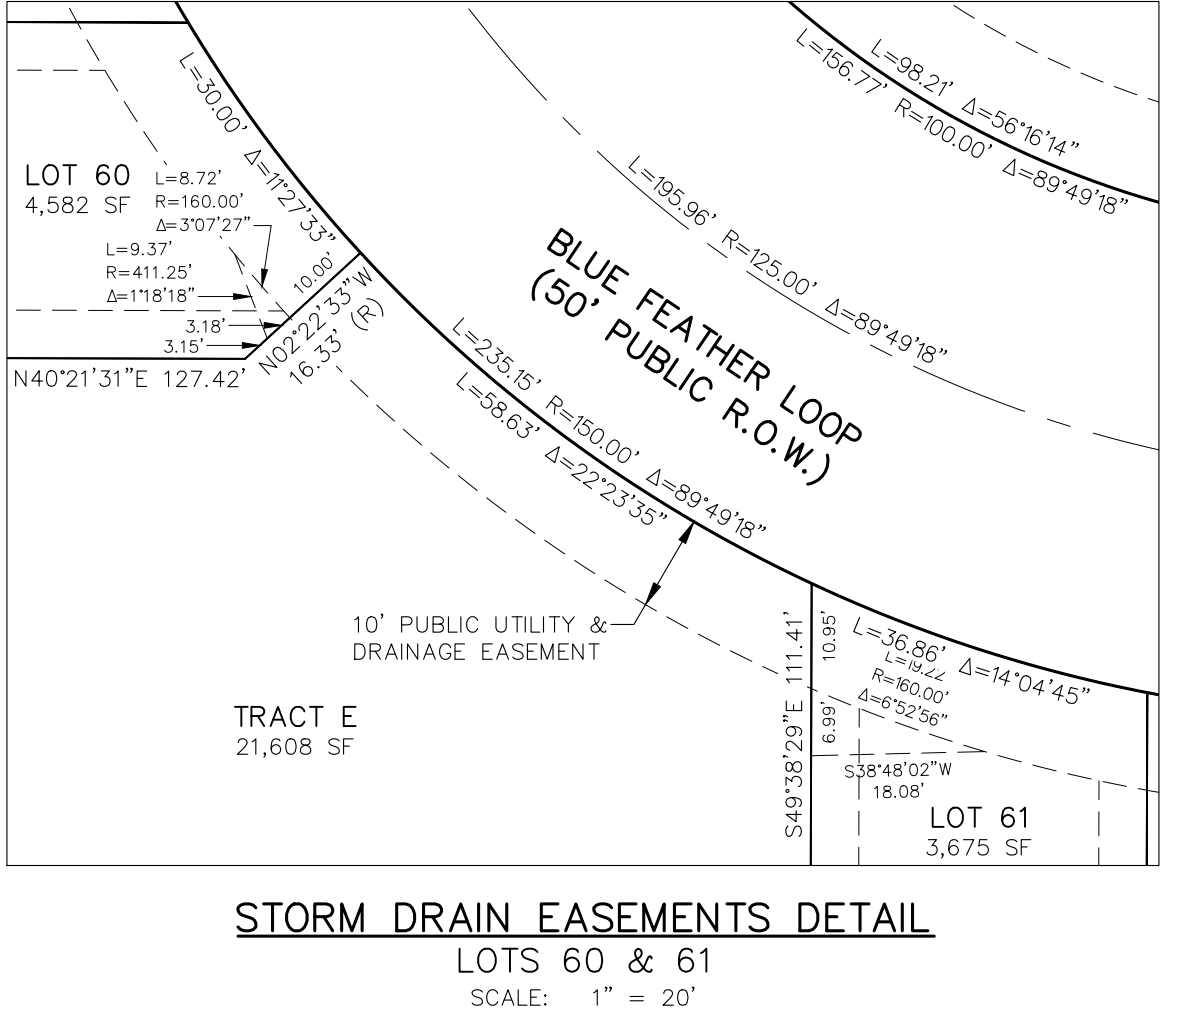 L=98.21' Δ=56°16'14"
L=156.77' R=100.00' Δ=89°49'18"
L=30.00' Δ=11°27'33"
L=195.96' R=125.00' Δ=89°49'18"
BLUE FEATHER LOOP
(50' PUBLIC R.O.W.)
LOT 60
4,582 SF
L=8.72'
R=160.00'
Δ=3°07'27"
L=9.37'
R=411.25'
Δ=1°18'18"
10.00'
3.18'
3.15'
N02°22'33"W
16.33' (R)
N40°21'31"E 127.42'
L=235.15' R=150.00' Δ=89°49'18"
L=58.63' Δ=22°23'35"
10' PUBLIC UTILITY &
DRAINAGE EASEMENT
TRACT E
21,608 SF
S49°38'29"E 111.41'
10.95'
6.99'
L=36.86' Δ=14°04'45"
L=19.22
R=160.00'
Δ=6°52'56"
S38°48'02"W
18.08'
LOT 61
3,675 SF
STORM DRAIN EASEMENTS DETAIL
LOTS 60 & 61
SCALE: 1" = 20'